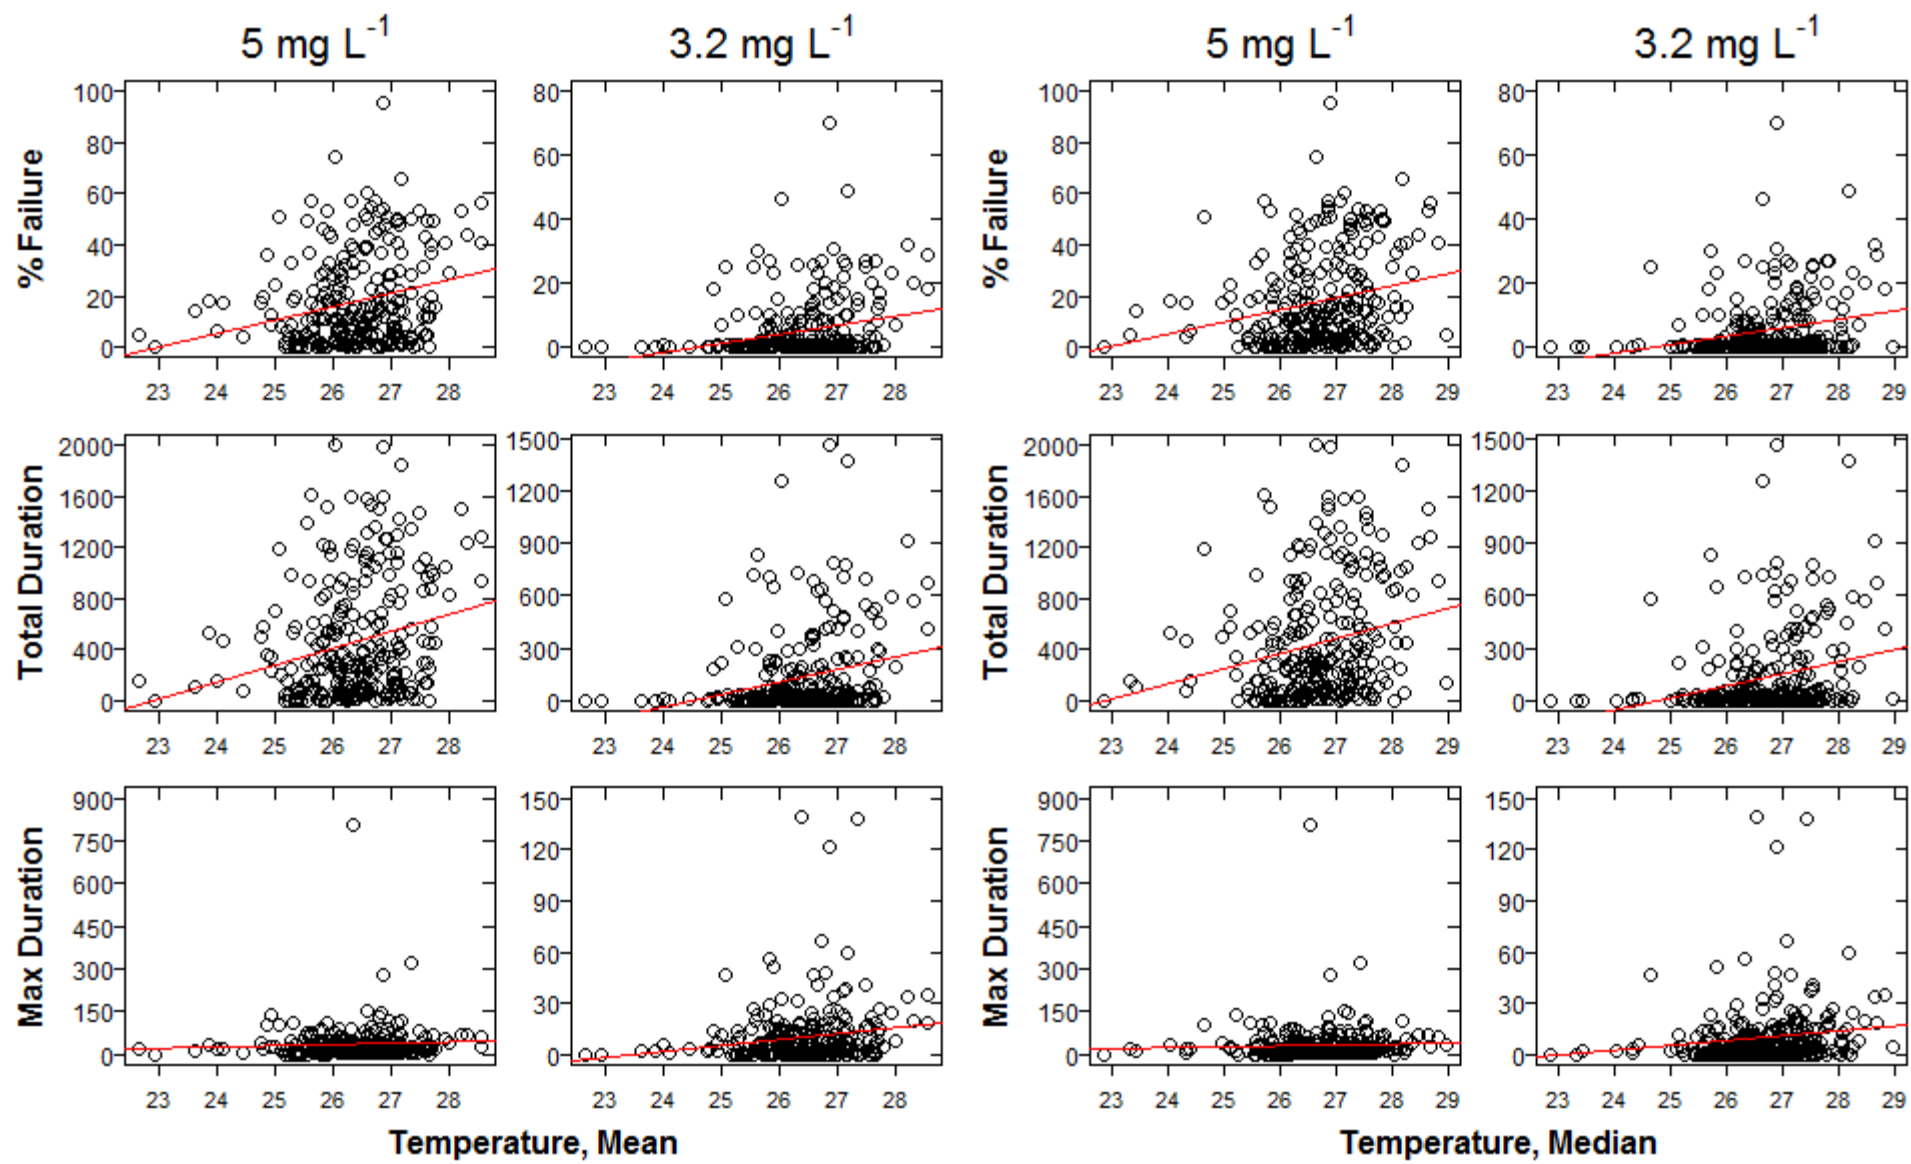 5 mg L-1 3.2 mg L-1 5 mg L-1 3.2 mg L-1
% Failure
100 80 60 40 20 0
23 24 25 26 27 28
80 60 40 20 0
23 24 25 26 27 28
% Failure
100 80 60 40 20 0
23 24 25 26 27 28 29
80 60 40 20 0
23 24 25 26 27 28 29
Total Duration
2000 1600 1200 800 400 0
23 24 25 26 27 28
1500 1200 900 600 300 0
23 24 25 26 27 28
Total Duration
2000 1600 1200 800 400 0
23 24 25 26 27 28 29
1500 1200 900 600 300 0
23 24 25 26 27 28 29
Max Duration
900 750 600 450 300 150 0
23 24 25 26 27 28
150 120 90 60 30 0
23 24 25 26 27 28
Max Duration
900 750 600 450 300 150 0
23 24 25 26 27 28 29
150 120 90 60 30 0
23 24 25 26 27 28 29
Temperature, Mean
Temperature, Median